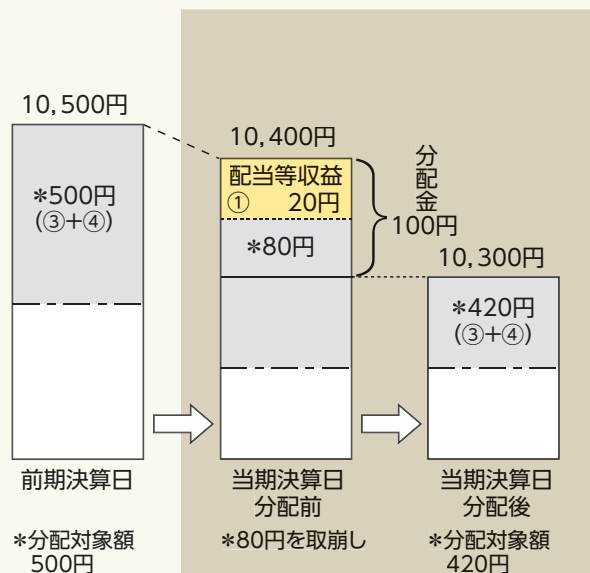 10,500円
*500円
(③+④)
前期決算日
*分配対象額
500円
10,400円
配当等収益
① 20円
*80円
分配金
100円
当期決算日
分配前
*80円を取崩し
10,300円
*420円
(③+④)
当期決算日
分配後
*分配対象額
420円